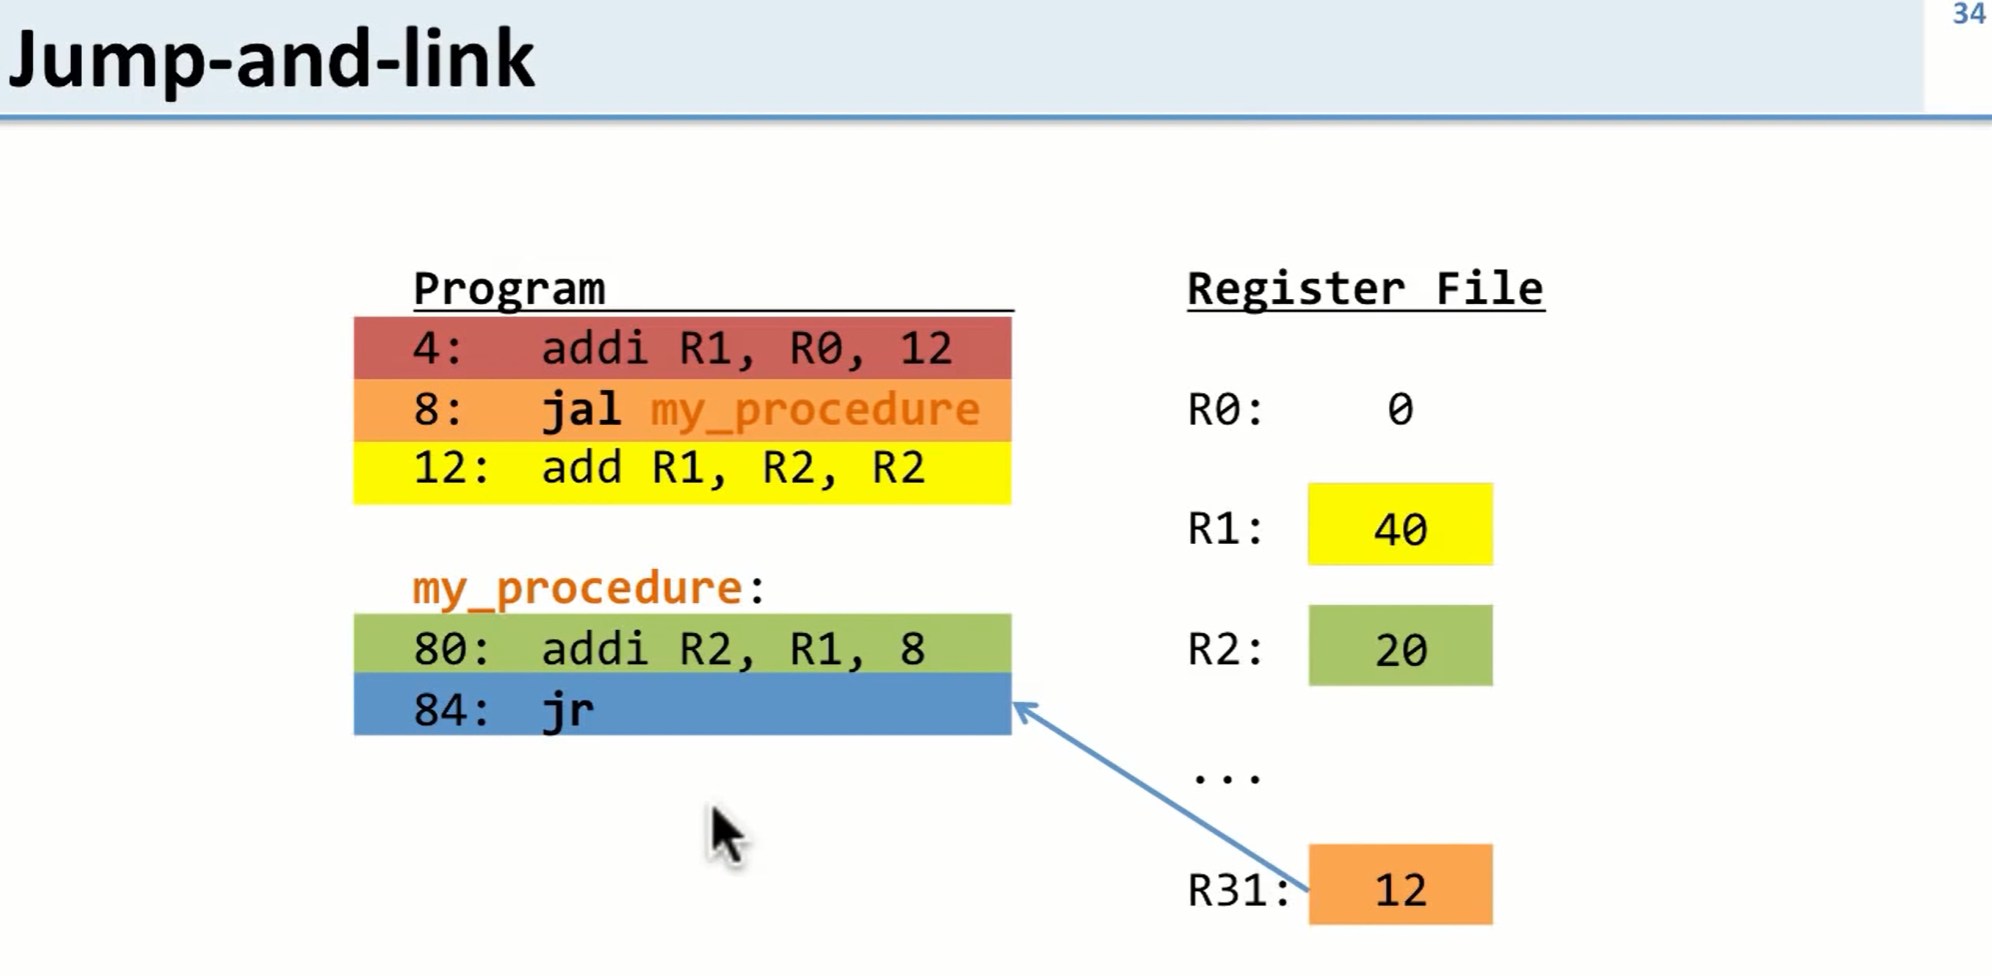 Jump-and-link
34
Program
4: addi R1, R0, 12
8: jal my_procedure
12: add R1, R2, R2
my_procedure:
80: addi R2, R1, 8
84: jr
Register File
R0: 0
R1: 40
R2: 20
...
R31: 12